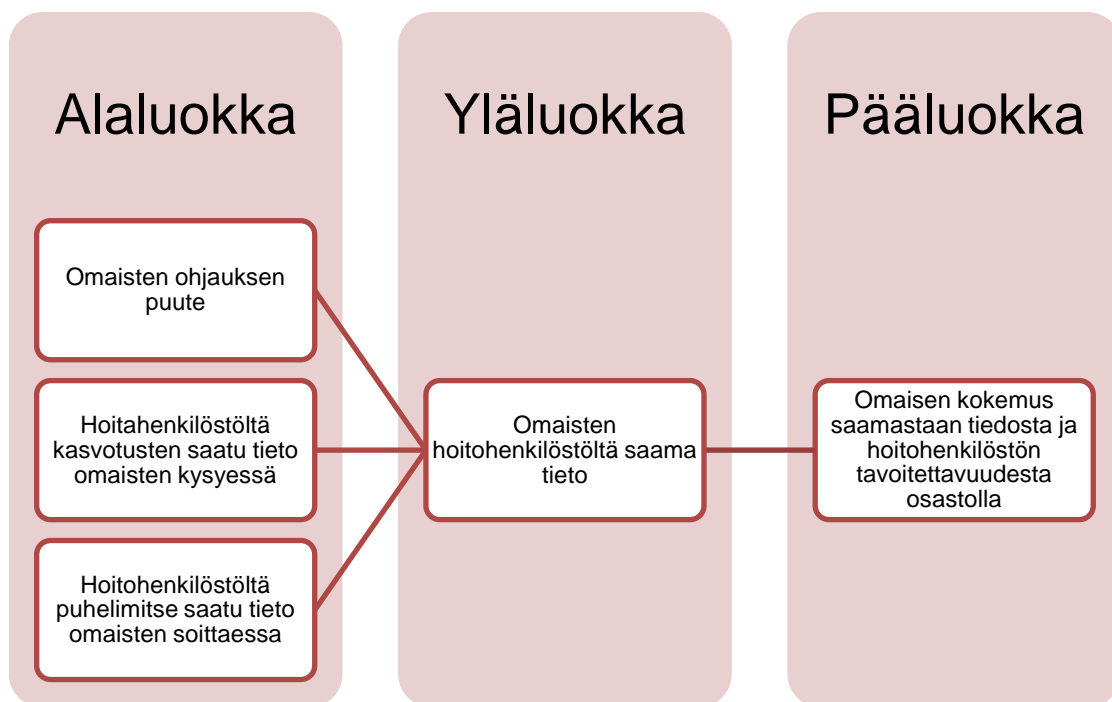 Alaluokka
Yläluokka
Pääluokka
Omaisten ohjauksen
puute
Hoitahenkilöstöltä
kasvotusten saatu tieto
omaisten kysyessä
Hoitohenkilöstöltä
puhelimitse saatu tieto
omaisten soittaessa
Omaisten
hoitohenkilöstöltä saama
tieto
Omaisen kokemus
saamastaan tiedosta ja
hoitohenkilöstön
tavoitettavuudesta
osastolla